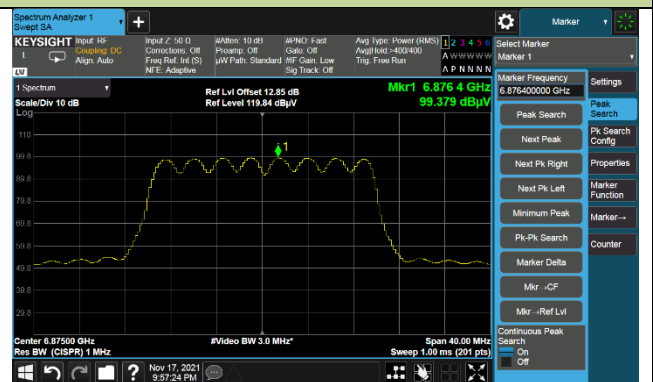 Spectrum Analyzer 1
Swept SA
Marker
KEYSIGHT Input: RF
Coupling: DC
Align: Auto
Input Z: 50 Ω
Corrections: Off
Freq Ref: Int (S)
NFE: Adaptive
#Atten: 10 dB
Preamp: Off
µW Path: Standard
#PNO: Fast
Gate: Off
#IF Gain: Low
Sig Track: Off
Avg Type: Power (RMS)
Avg|Hold:>400/400
Trig: Free Run
1 2 3 4 5 6
A W W W W W
A P N N N N
L
LXI
Select Marker
Marker 1
1 Spectrum
Scale/Div 10 dB
Log
Ref Lvl Offset 12.85 dB
Ref Level 119.84 dBµV
Mkr1 6.876 4 GHz
99.379 dBµV
110
99.8
89.8
79.8
69.8
59.8
49.8
39.8
29.8
1
Center 6.87500 GHz
Res BW (CISPR) 1 MHz
#Video BW 3.0 MHz*
Span 40.00 MHz
Sweep 1.00 ms (201 pts)
Marker Frequency
6.876400000 GHz
Peak Search
Next Peak
Next Pk Right
Next Pk Left
Minimum Peak
Pk-Pk Search
Marker Delta
Mkr→CF
Mkr→Ref Lvl
Continuous Peak
Search
On
Off
Settings
Peak
Search
Pk Search
Config
Properties
Marker
Function
Marker→
Counter
Nov 17, 2021
9:57:24 PM